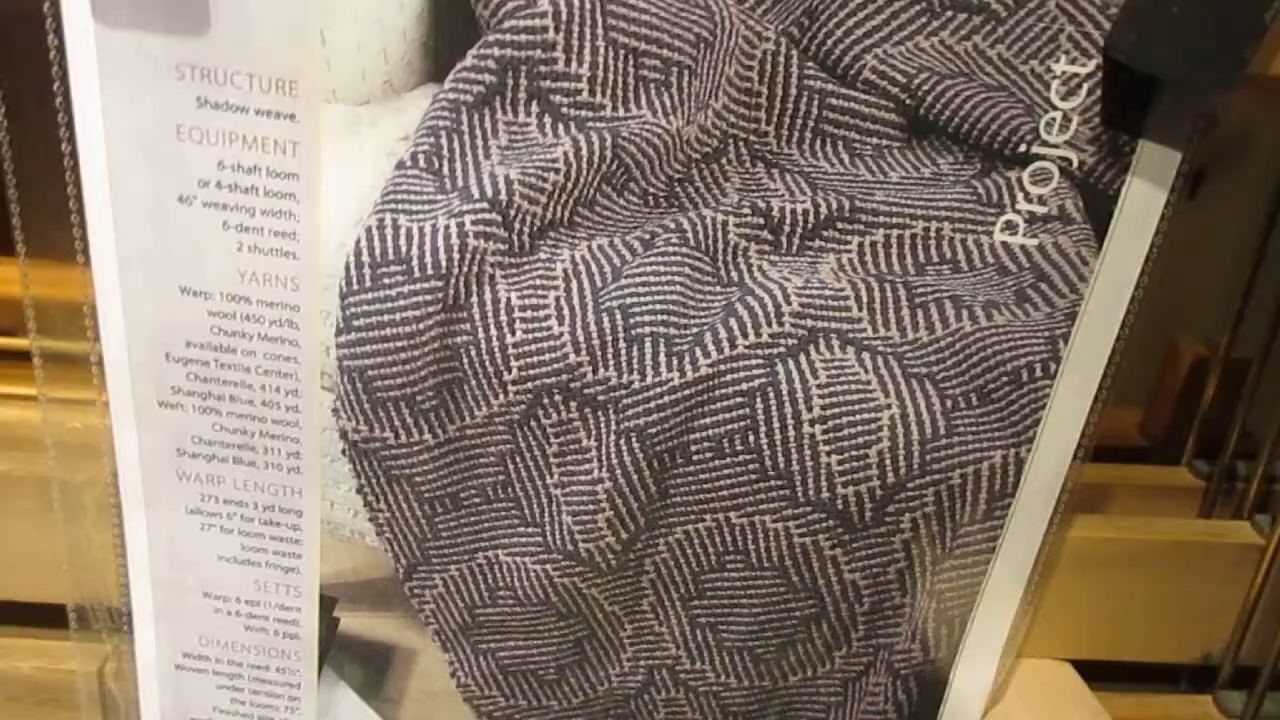 STRUCTURE
Shadow weave.
EQUIPMENT
6-shaft loom
or 4-shaft loom,
46" weaving width;
6-dent reed;
2 shuttles.
YARNS
Warp: 100% merino
wool (450 yd/lb,
Chunky Merino,
available on cones,
Eugene Textile Center),
Chanterelle, 414 yd;
Shanghai Blue, 405 yd.
Weft: 100% merino wool,
Chunky Merino,
Chanterelle, 311 yd;
Shanghai Blue, 310 yd.
WARP LENGTH
273 ends 3 yd long
(allows 6" for take-up,
27" for loom waste;
loom waste
includes fringe).
SETTS
Warp: 6 epi (1/dent
in a 6-dent reed).
Weft: 6 ppi.
DIMENSIONS
Width in the reed: 45½".
Woven length (measured
under tension on
the loom): 75".
Finished
Project